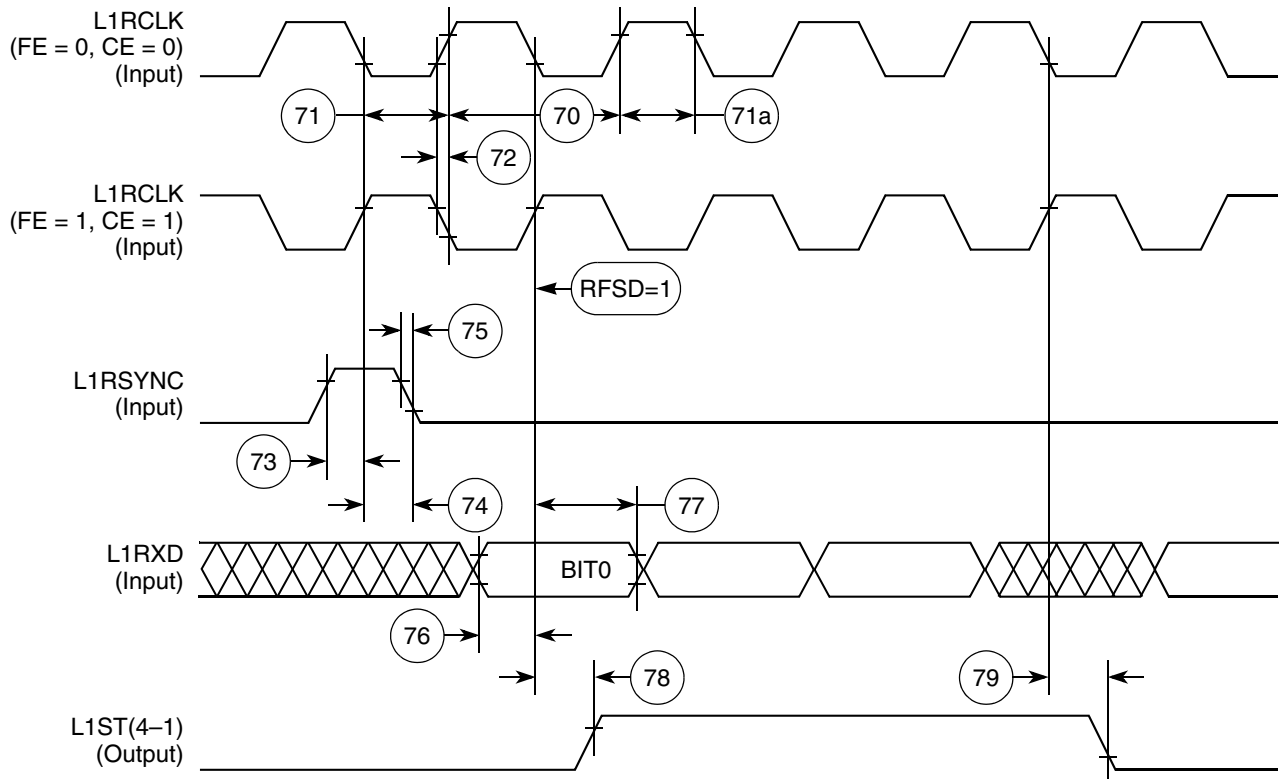 L1RCLK
(FE = 0, CE = 0)
(Input)
71
70
71a
72
L1RCLK
(FE = 1, CE = 1)
(Input)
RFSD=1
75
L1RSYNC
(Input)
73
74
77
L1RXD
(Input)
BIT0
76
78
79
L1ST(4–1)
(Output)